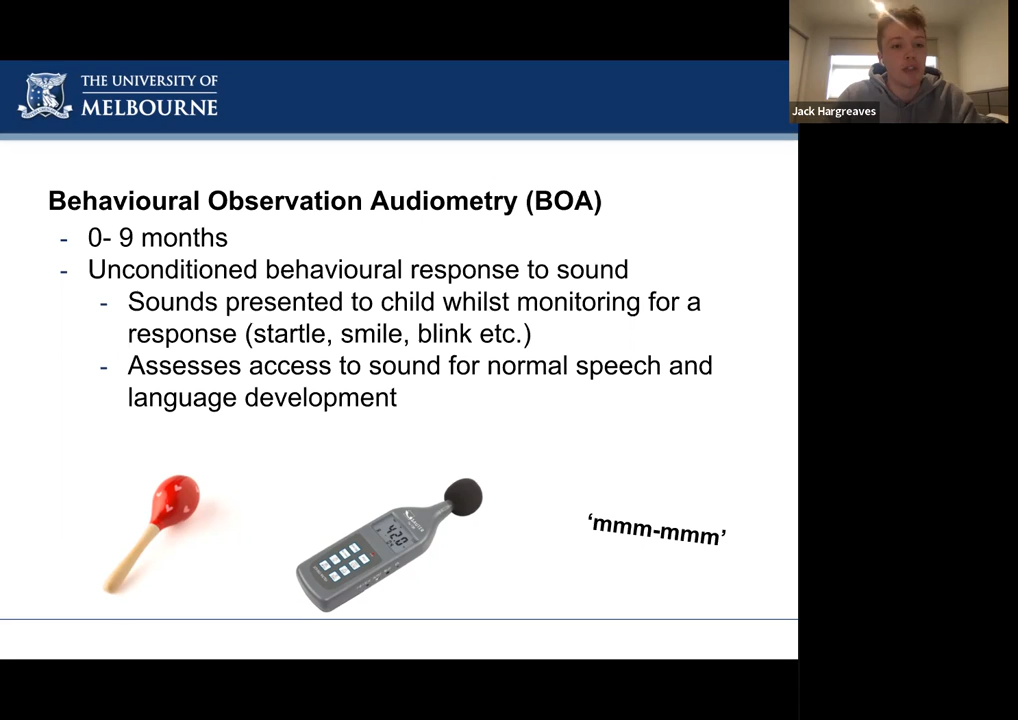 THE UNIVERSITY OF
MELBOURNE
Jack Hargreaves
Behavioural Observation Audiometry (BOA)
- 0- 9 months
- Unconditioned behavioural response to sound
- Sounds presented to child whilst monitoring for a
response (startle, smile, blink etc.)
- Assesses access to sound for normal speech and
language development
‘mmm-mmm’